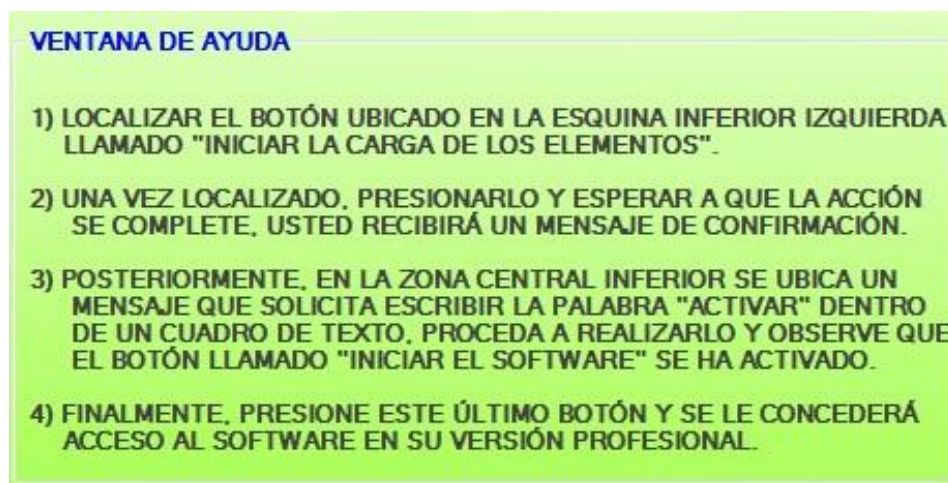 VENTANA DE AYUDA
1) LOCALIZAR EL BOTÓN UBICADO EN LA ESQUINA INFERIOR IZQUIERDA
LLAMADO "INICIAR LA CARGA DE LOS ELEMENTOS".
2) UNA VEZ LOCALIZADO, PRESIONARLO Y ESPERAR A QUE LA ACCIÓN
SE COMPLETE, USTED RECIBIRÁ UN MENSAJE DE CONFIRMACIÓN.
3) POSTERIORMENTE, EN LA ZONA CENTRAL INFERIOR SE UBICA UN
MENSAJE QUE SOLICITA ESCRIBIR LA PALABRA "ACTIVAR" DENTRO
DE UN CUADRO DE TEXTO, PROCEDA A REALIZARLO Y OBSERVE QUE
EL BOTÓN LLAMADO "INICIAR EL SOFTWARE" SE HA ACTIVADO.
4) FINALMENTE, PRESIONE ESTE ÚLTIMO BOTÓN Y SE LE CONCEDERÁ
ACCESO AL SOFTWARE EN SU VERSIÓN PROFESIONAL.